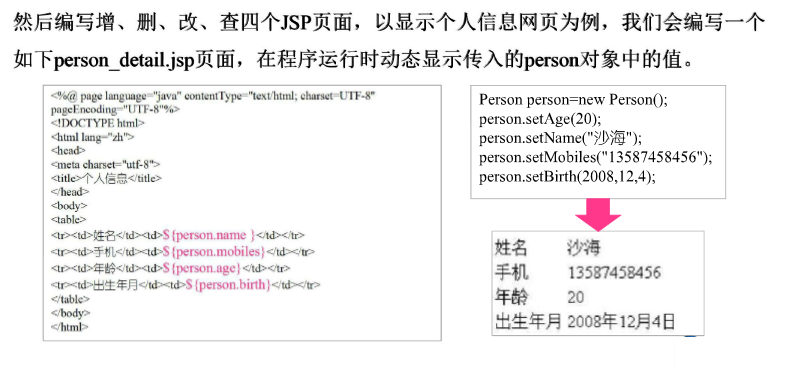 然后编写增、删、改、查四个JSP页面，以显示个人信息网页为例，我们会编写一个
如下person_detail.jsp页面，在程序运行时动态显示传入的person对象中的值。
<%@ page language="java" contentType="text/html; charset=UTF-8"
pageEncoding="UTF-8"%>
<!DOCTYPE html>
<html lang="zh">
<head>
<meta charset="utf-8">
<title>个人信息</title>
</head>
<body>
<table>
<tr><td>姓名</td><td>${person.name }</td></tr>
<tr><td>手机</td><td>${person.mobiles}</td></tr>
<tr><td>年龄</td><td>${person.age}</td></tr>
<tr><td>出生年月</td><td>${person.birth}</td></tr>
</table>
</body>
</html>
Person person=new Person();
person.setAge(20);
person.setName("沙海");
person.setMobiles("13587458456");
person.setBirth(2008,12,4);
姓名 沙海
手机 13587458456
年龄 20
出生年月 2008年12月4日